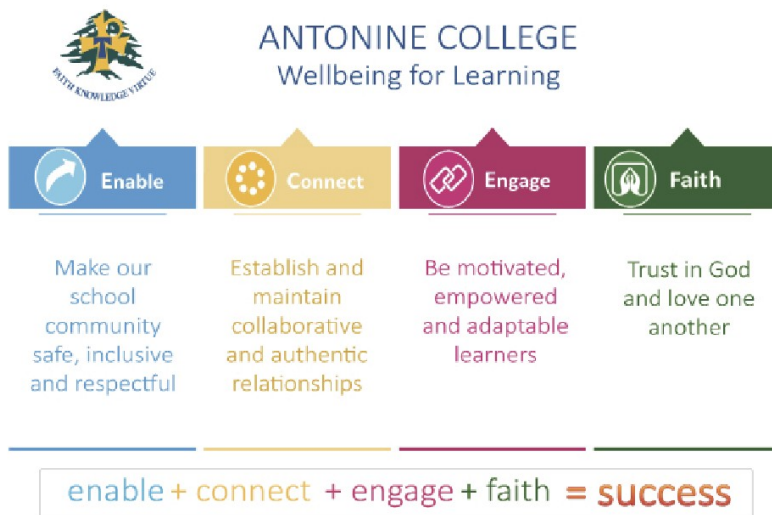 ANTONINE COLLEGE
Wellbeing for Learning
FAITH KNOWLEDGE VIRTUE
Enable
Make our
school
community
safe, inclusive
and respectful
Connect
Establish and
maintain
collaborative
and authentic
relationships
Engage
Be motivated,
empowered
and adaptable
learners
Faith
Trust in God
and love one
another
enable + connect + engage + faith = success